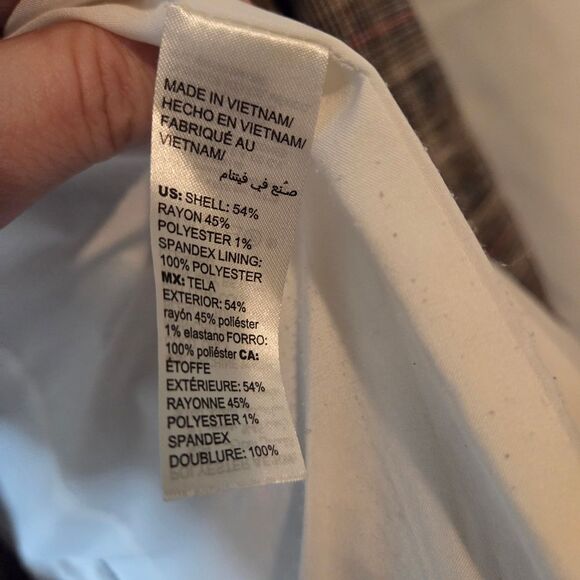 MADE IN VIETNAM/
HECHO EN VIETNAM/
FABRIQUÉ AU
VIETNAM/
صُنع في فيتنام
US: SHELL: 54%
RAYON 45%
POLYESTER 1%
SPANDEX LINING:
100% POLYESTER
MX: TELA
EXTERIOR: 54%
rayón 45% poliéster
1% elastano FORRO:
100% poliéster CA:
ÉTOFFE
EXTÉRIEURE: 54%
RAYONNE 45%
POLYESTER 1%
SPANDEX
DOUBLURE: 100%